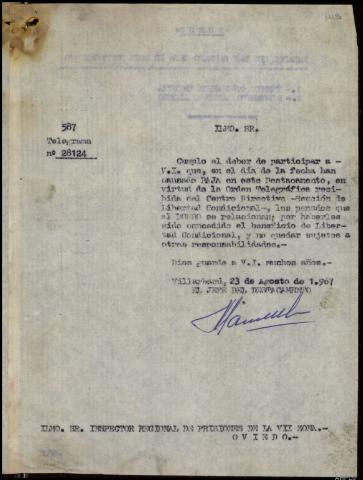 587
Telegrama
nº 28124
ILMO. SR.
Cumplo el deber de participar a -
V.I. que, en el día de la fecha han
causado BAJA en este Destacamento, en
virtud de la Orden Telegráfica reci-
bida del Centro Directivo -Sección de
Libertad Condicional-, los penados que
al DORSO se relacionan; por haberles
sido concedido el beneficio de Liber-
tad Condicional, y no quedar sujetos a
otras responsabilidades.-
Dios guarde a V.I. muchos años.-
23 de Agosto de 1.967
EL JEFE DEL DESTACAMENTO
ILMO. SR. INSPECTOR REGIONAL DE PRISIONES DE LA VII ZONA.-
OVIEDO.-